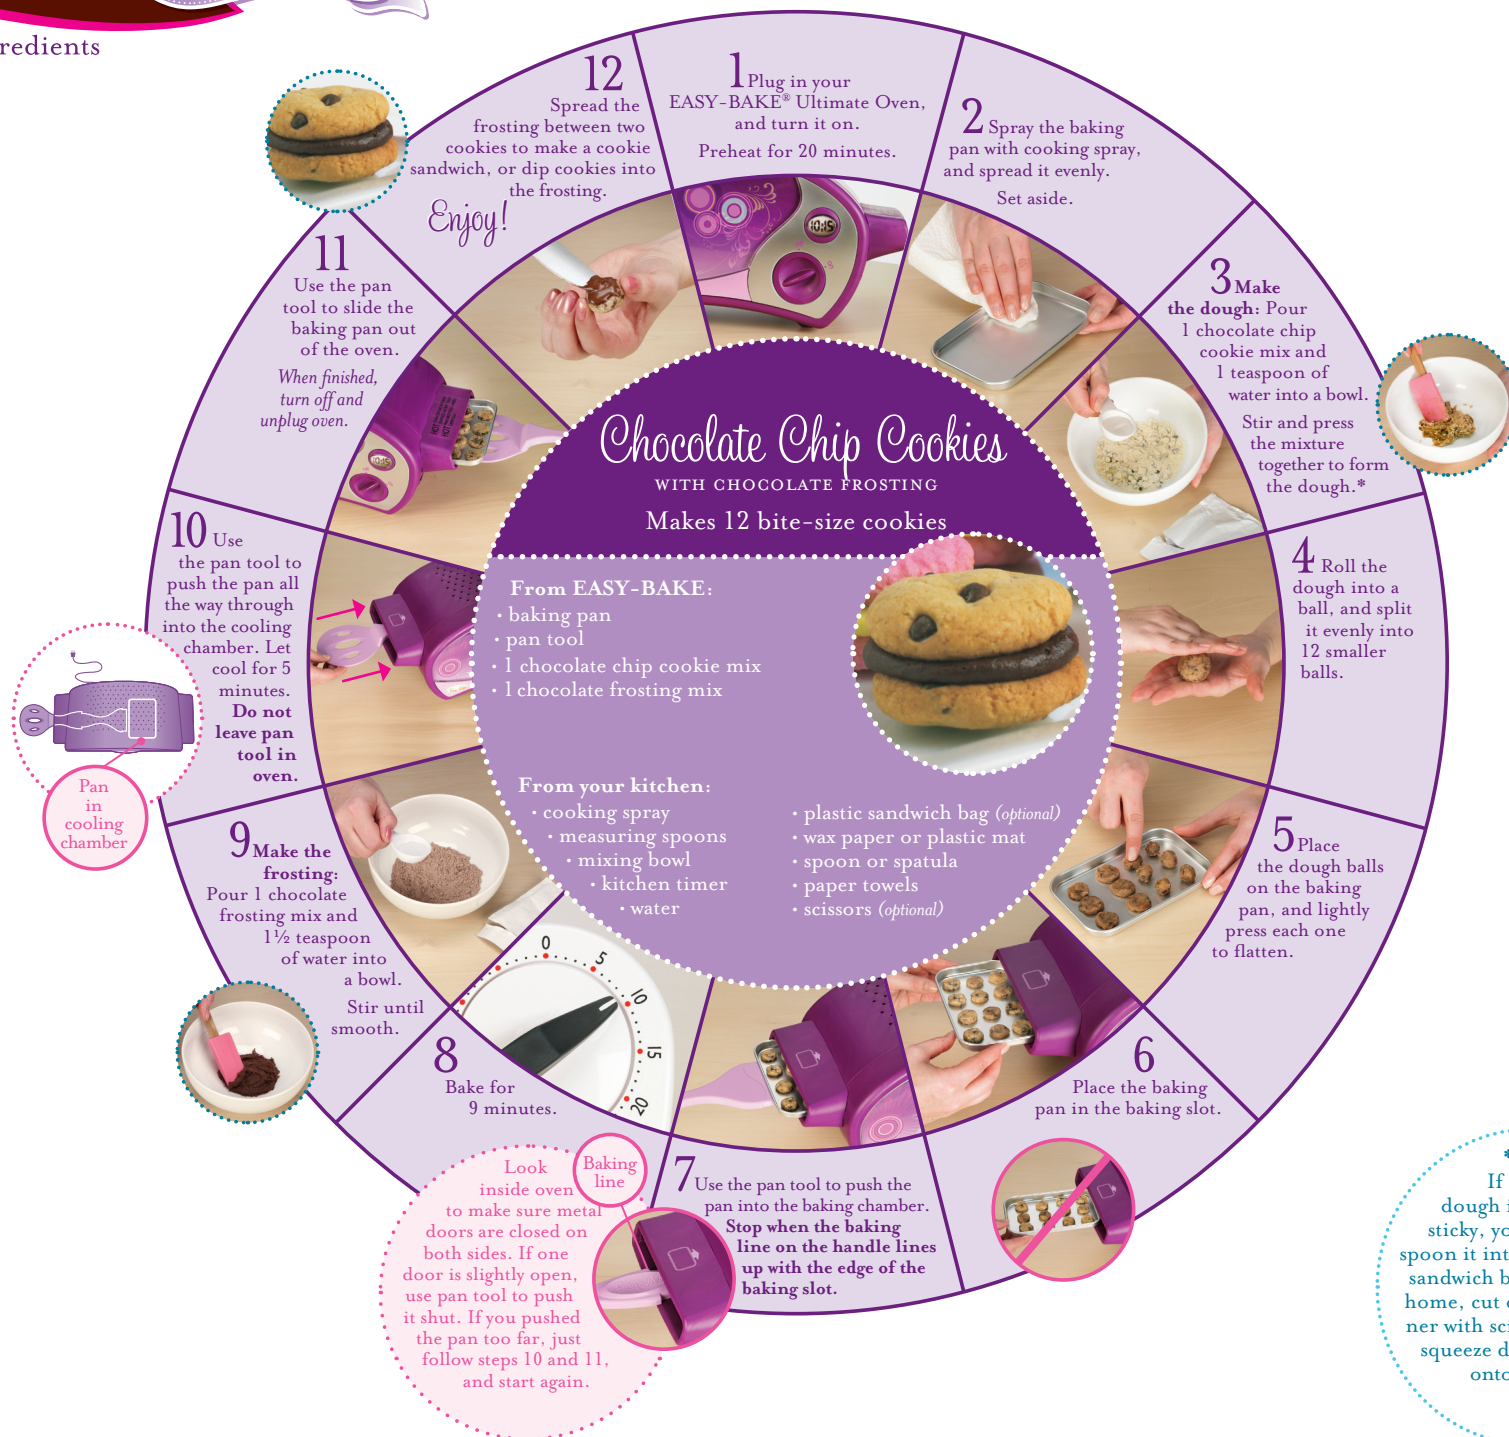 redients
1 Plug in your
EASY-BAKE® Ultimate Oven,
and turn it on.
Preheat for 20 minutes.
2 Spray the baking
pan with cooking spray,
and spread it evenly.
Set aside.
3 Make
the dough: Pour
1 chocolate chip
cookie mix and
1 teaspoon of
water into a bowl.
Stir and press
the mixture
together to form
the dough.*
4 Roll the
dough into a
ball, and split
it evenly into
12 smaller
balls.
5 Place
the dough balls
on the baking
pan, and lightly
press each one
to flatten.
6
Place the baking
pan in the baking slot.
7 Use the pan tool to push the
pan into the baking chamber.
Stop when the baking
line on the handle lines
up with the edge of the
baking slot.
Baking
line
Look
inside oven
to make sure metal
doors are closed on
both sides. If one
door is slightly open,
use pan tool to push
it shut. If you pushed
the pan too far, just
follow steps 10 and 11,
and start again.
8
Bake for
9 minutes.
0
5
10
15
20
9 Make the
frosting:
Pour 1 chocolate
frosting mix and
1½ teaspoon
of water into
a bowl.
Stir until
smooth.
10 Use
the pan tool to
push the pan all
the way through
into the cooling
chamber. Let
cool for 5
minutes.
Do not
leave pan
tool in
oven.
Pan
in
cooling
chamber
11
Use the pan
tool to slide the
baking pan out
of the oven.
When finished,
turn off and
unplug oven.
12
Spread the
frosting between two
cookies to make a cookie
sandwich, or dip cookies into
the frosting.
Enjoy!
10:15
10:15
Chocolate Chip Cookies
WITH CHOCOLATE FROSTING
Makes 12 bite-size cookies
From EASY-BAKE:
· baking pan
· pan tool
· 1 chocolate chip cookie mix
· 1 chocolate frosting mix
From your kitchen:
· cooking spray
· measuring spoons
· mixing bowl
· kitchen timer
· water
· plastic sandwich bag (optional)
· wax paper or plastic mat
· spoon or spatula
· paper towels
· scissors (optional)
*
If
dough i
sticky, yo
spoon it int
sandwich b
home, cut
ner with sci
squeeze d
onto